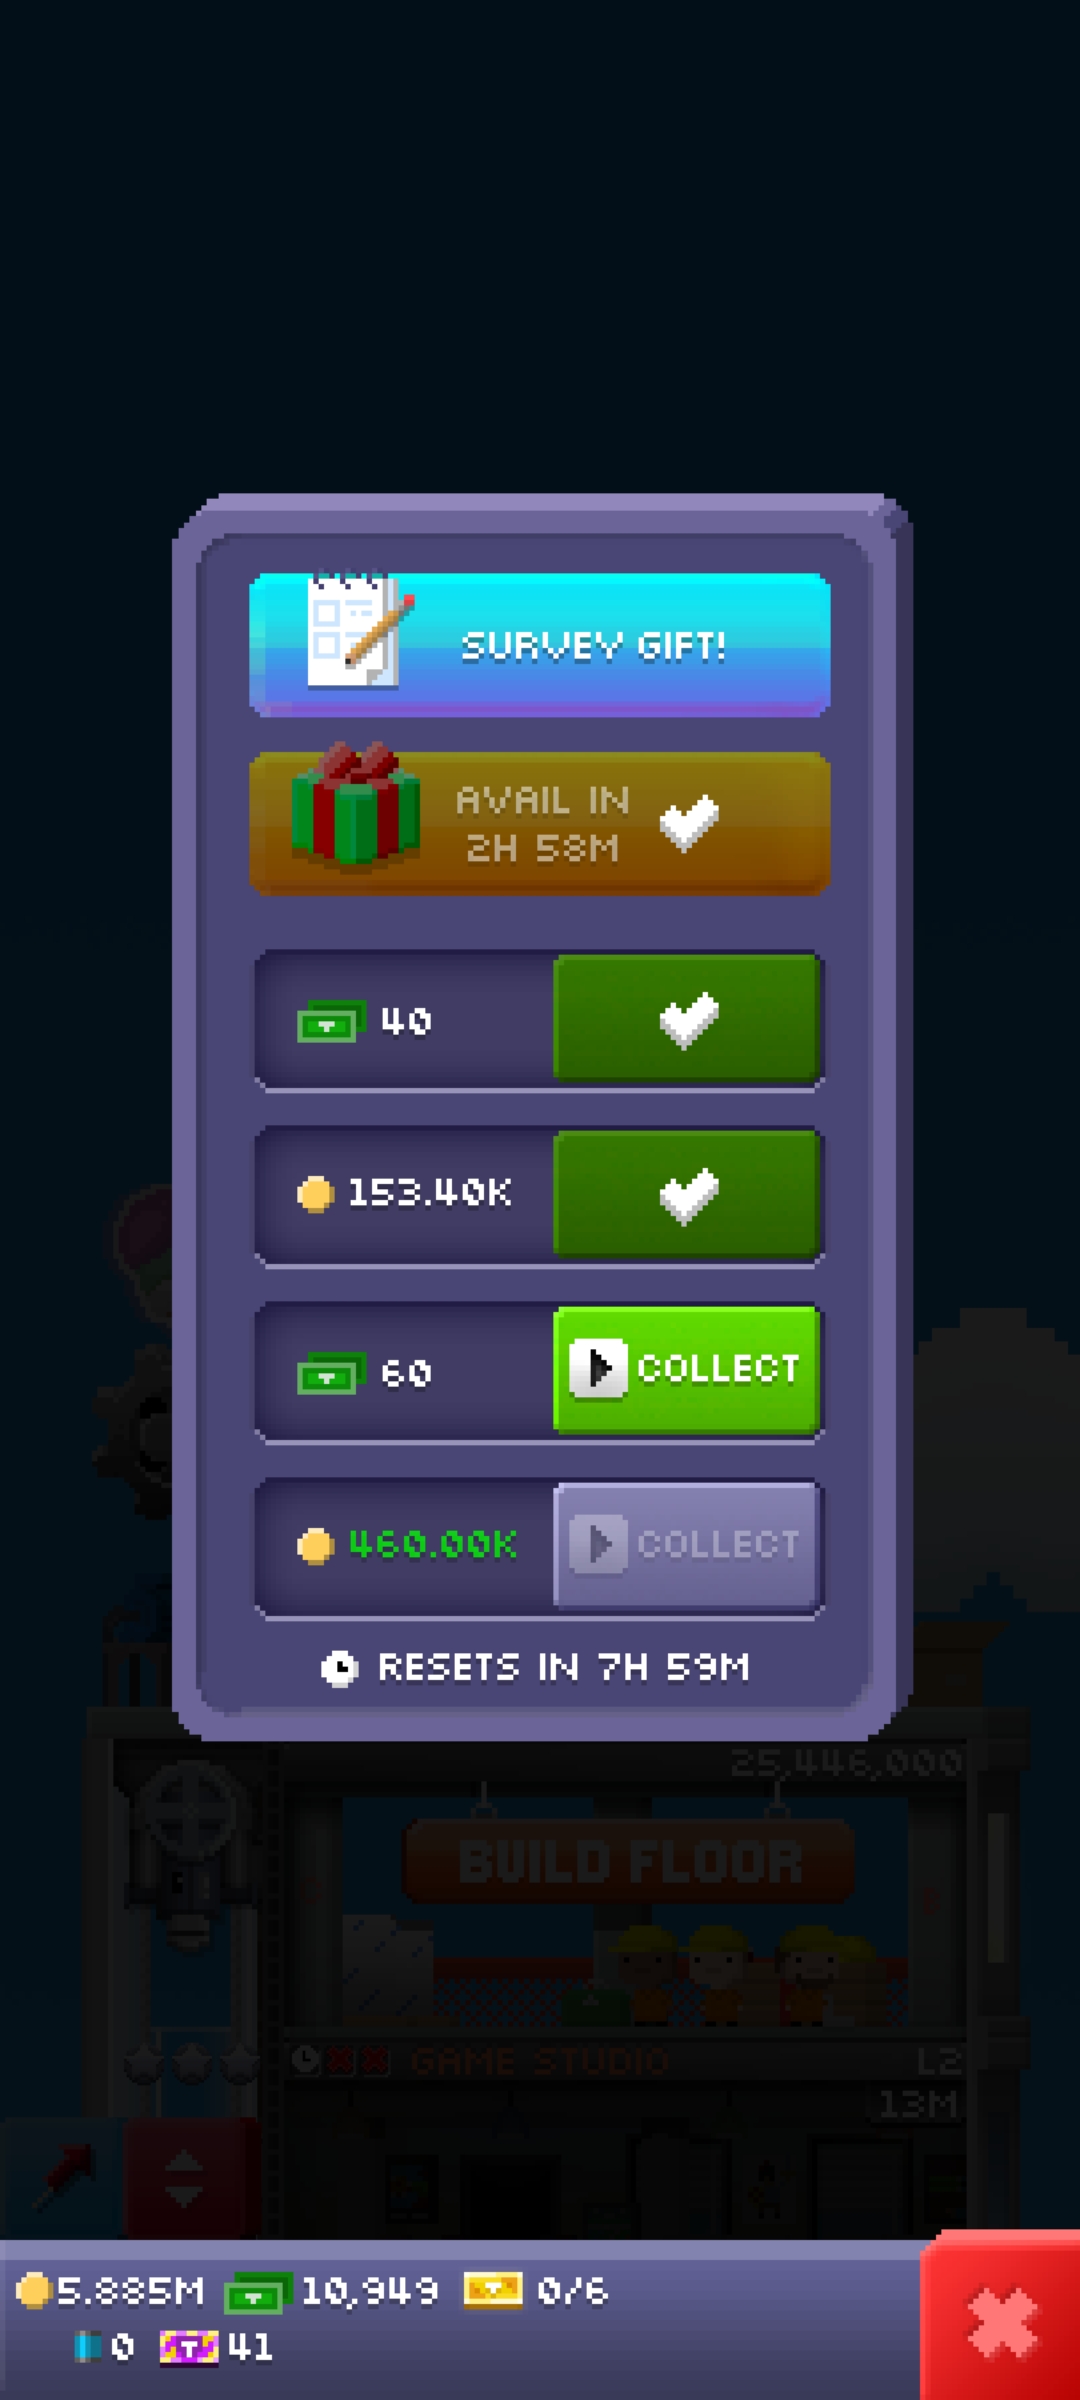 SURVEY GIFT!
AVAIL IN
2H 58M
40
153.40K
60
COLLECT
460.00K
COLLECT
RESETS IN 7H 59M
25,446,000
BUILD FLOOR
GAME STUDIO
L2
13M
5.885M
10,949
0/6
0
41